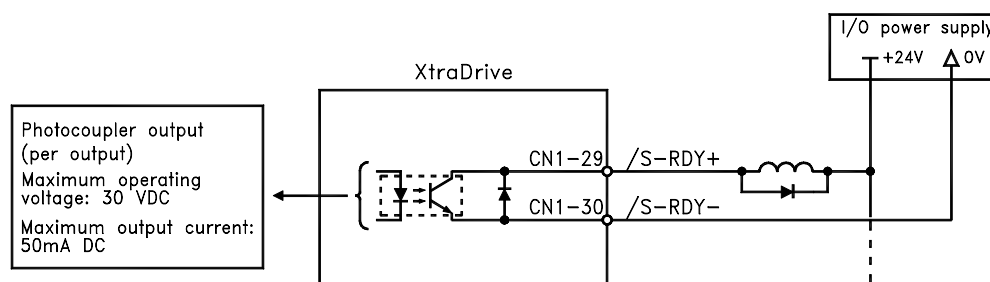 I/O power supply
+24V
0V
XtraDrive
Photocoupler output
(per output)
Maximum operating
voltage: 30 VDC
Maximum output current:
50mA DC
CN1-29
/S-RDY+
CN1-30
/S-RDY-